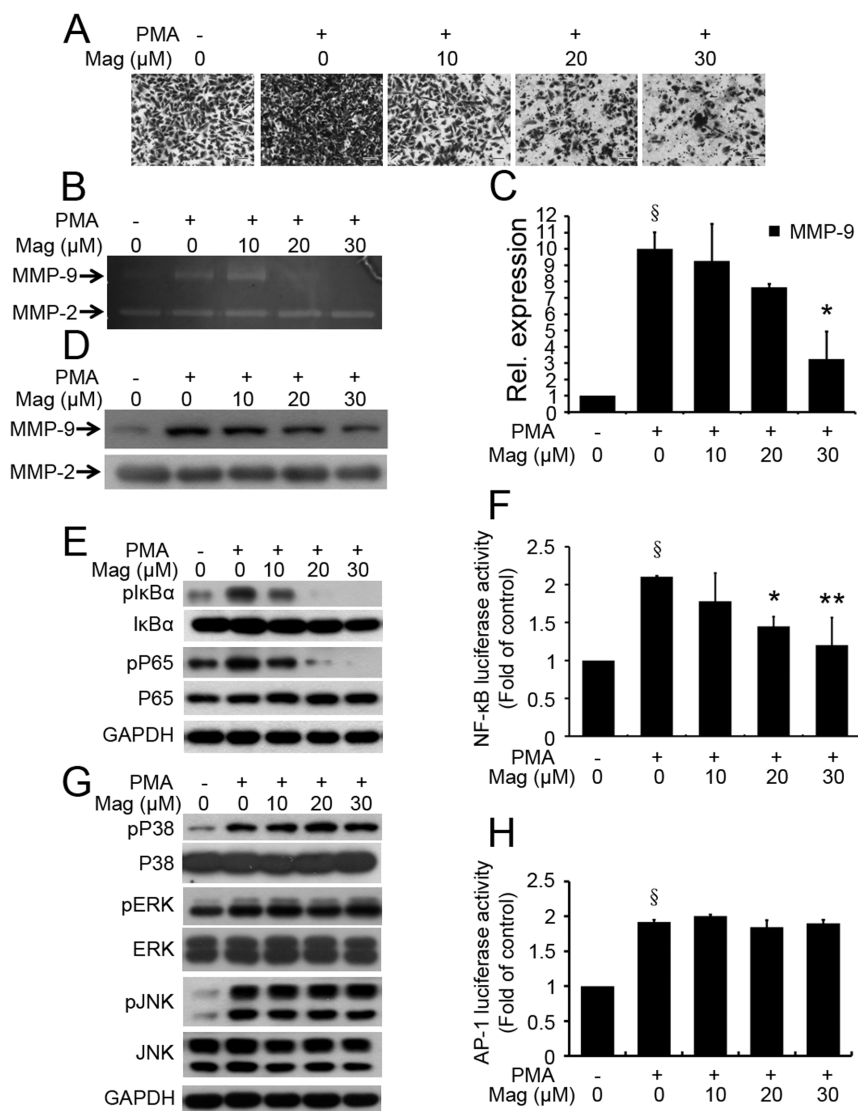 A
PMA - + + + +
Mag (μM) 0 0 10 20 30
B
PMA - + + + +
Mag (μM) 0 0 10 20 30
MMP-9
MMP-2
C
12
11
10
9
8
7
6
5
4
3
2
1
0
Rel. expression
§
*
MMP-9
PMA - + + + +
Mag (μM) 0 0 10 20 30
D
PMA - + + + +
Mag (μM) 0 0 10 20 30
MMP-9
MMP-2
E
PMA - + + + +
Mag (μM) 0 0 10 20 30
pIκBα
IκBα
pP65
P65
GAPDH
F
2.5
2
1.5
1
0.5
0
NF-κB luciferase activity
(Fold of control)
§
* **
PMA - + + + +
Mag (μM) 0 0 10 20 30
G
PMA - + + + +
Mag (μM) 0 0 10 20 30
pP38
P38
pERK
ERK
pJNK
JNK
GAPDH
H
2.5
2
1.5
1
0.5
0
AP-1 luciferase activity
(Fold of control)
§
PMA - + + + +
Mag (μM) 0 0 10 20 30